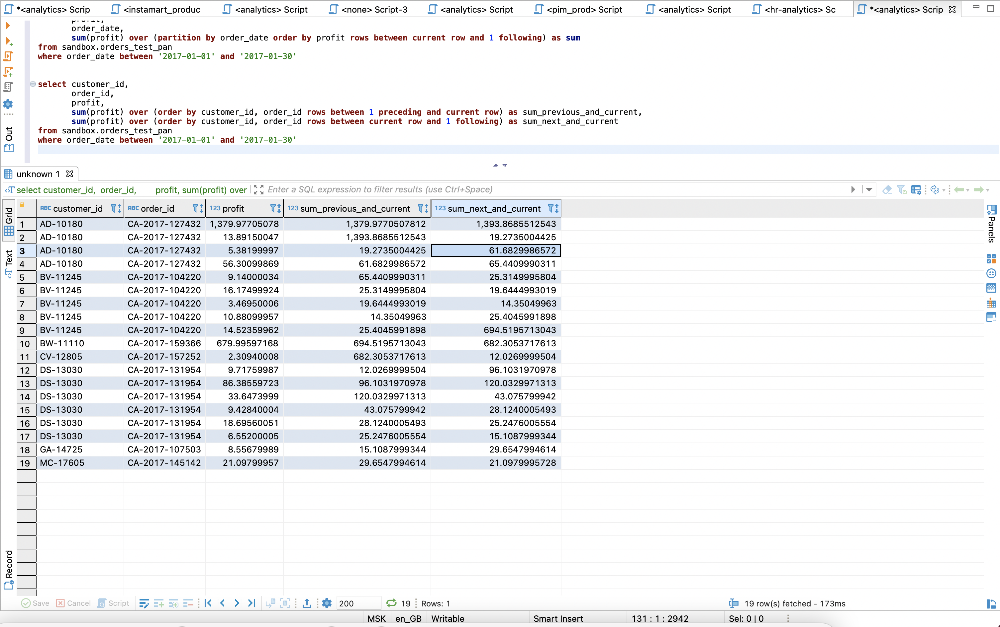 *<analytics> Scrip <instamart_produc <analytics> Script <none> Script-3 <analytics> Script <pim_prod> Script <analytics> Script <hr-analytics> Sc *<analytics> Scrip
profit,
order_date,
sum(profit) over (partition by order_date order by profit rows between current row and 1 following) as sum
from sandbox.orders_test_pan
where order_date between '2017-01-01' and '2017-01-30'
select customer_id,
order_id,
profit,
sum(profit) over (order by customer_id, order_id rows between 1 preceding and current row) as sum_previous_and_current,
sum(profit) over (order by customer_id, order_id rows between current row and 1 following) as sum_next_and_current
from sandbox.orders_test_pan
where order_date between '2017-01-01' and '2017-01-30'
Out
unknown 1
select customer_id, order_id, profit, sum(profit) over Enter a SQL expression to filter results (use Ctrl+Space)
Grid
Text
Record
Panels
ABC customer_id ABC order_id 123 profit 123 sum_previous_and_current 123 sum_next_and_current
1 AD-10180 CA-2017-127432 1,379.97705078 1,379.9770507812 1,393.8685512543
2 AD-10180 CA-2017-127432 13.89150047 1,393.8685512543 19.2735004425
3 AD-10180 CA-2017-127432 5.38199997 19.2735004425 61.6829986572
4 AD-10180 CA-2017-127432 56.30099869 61.6829986572 65.4409990311
5 BV-11245 CA-2017-104220 9.14000034 65.4409990311 25.3149995804
6 BV-11245 CA-2017-104220 16.17499924 25.3149995804 19.6444993019
7 BV-11245 CA-2017-104220 3.46950006 19.6444993019 14.35049963
8 BV-11245 CA-2017-104220 10.88099957 14.35049963 25.4045991898
9 BV-11245 CA-2017-104220 14.52359962 25.4045991898 694.5195713043
10 BW-11110 CA-2017-159366 679.99597168 694.5195713043 682.3053717613
11 CV-12805 CA-2017-157252 2.30940008 682.3053717613 12.0269999504
12 DS-13030 CA-2017-131954 9.71759987 12.0269999504 96.1031970978
13 DS-13030 CA-2017-131954 86.38559723 96.1031970978 120.0329971313
14 DS-13030 CA-2017-131954 33.6473999 120.0329971313 43.075799942
15 DS-13030 CA-2017-131954 9.42840004 43.075799942 28.1240005493
16 DS-13030 CA-2017-131954 18.69560051 28.1240005493 25.2476005554
17 DS-13030 CA-2017-131954 6.55200005 25.2476005554 15.1087999344
18 GA-14725 CA-2017-107503 8.55679989 15.1087999344 29.6547994614
19 MC-17605 CA-2017-145142 21.09799957 29.6547994614 21.0979995728
Save Cancel Script 200 19 Rows: 1 19 row(s) fetched - 173ms
MSK en_GB Writable Smart Insert 131 : 1 : 2942 Sel: 0 | 0